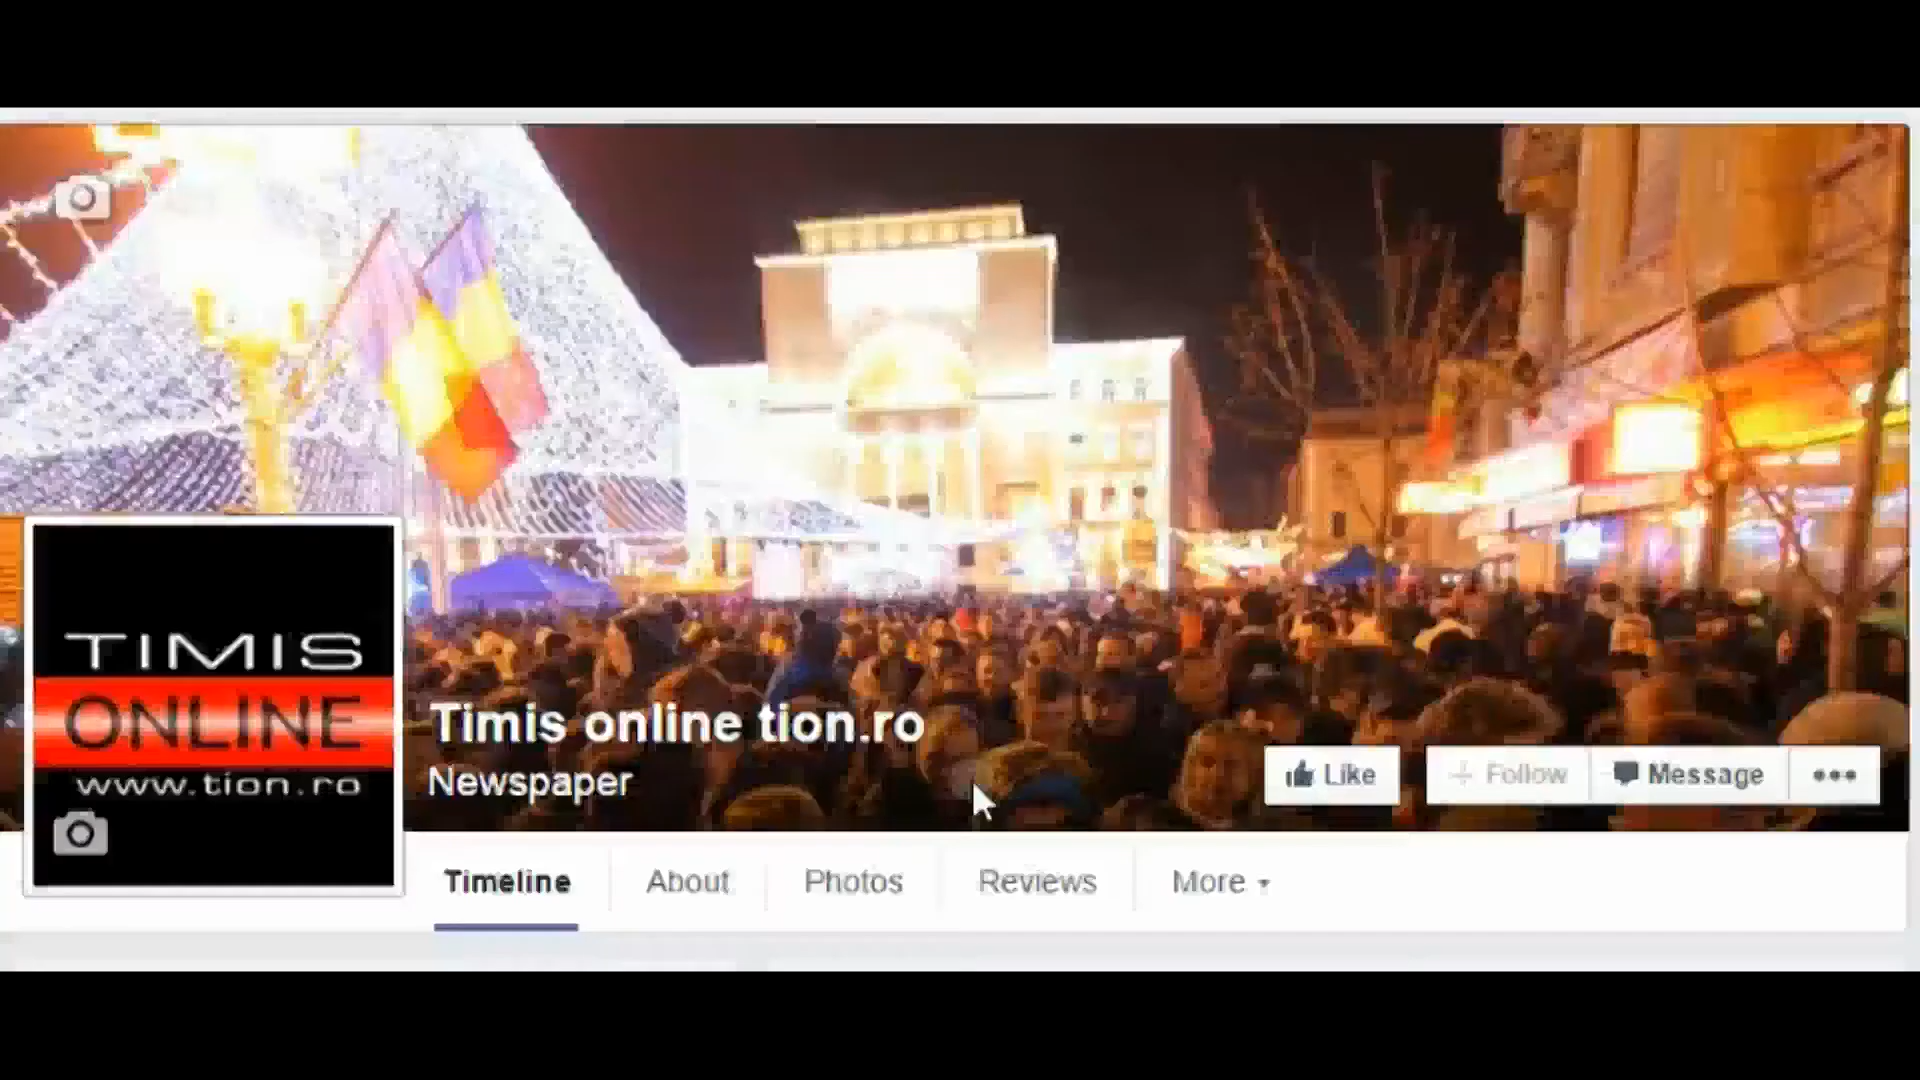 TIMIS
ONLINE
www.tion.ro
Timis online tion.ro
Newspaper
Like
Follow
Message
Timeline
About
Photos
Reviews
More